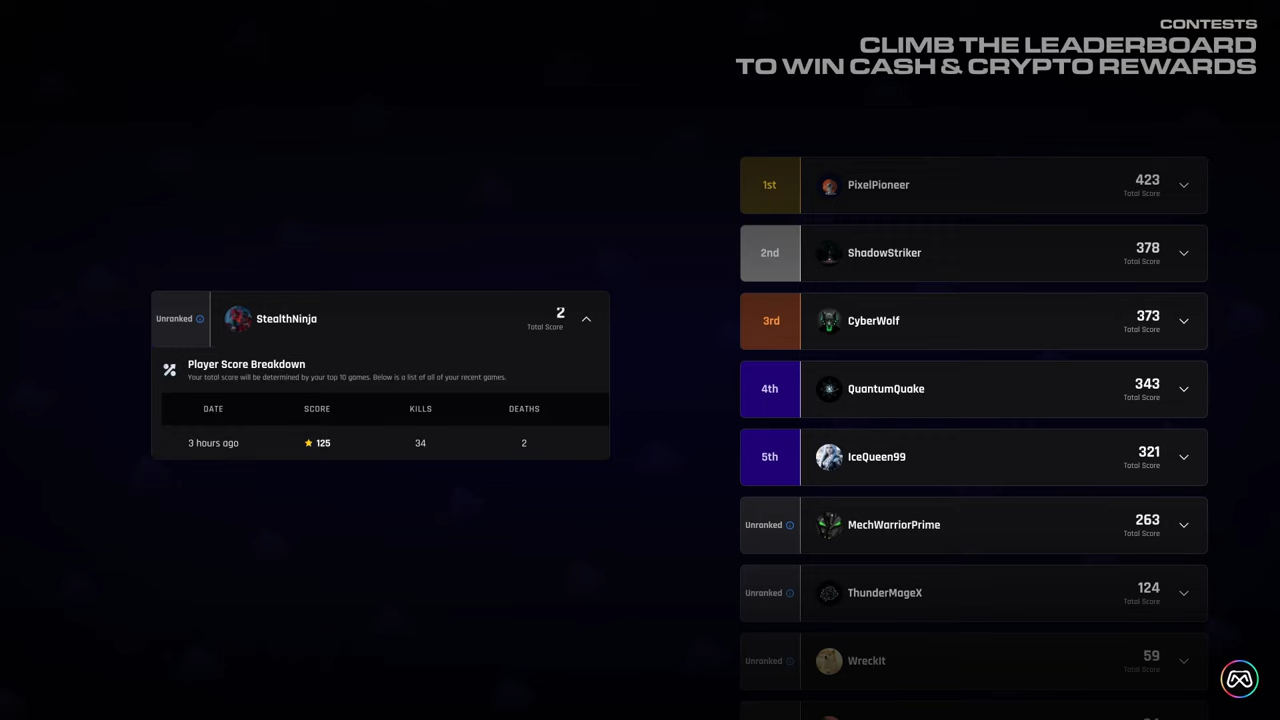 CONTESTS
CLIMB THE LEADERBOARD
TO WIN CASH & CRYPTO REWARDS
Unranked
StealthNinja
2
Total Score
Player Score Breakdown
Your total score will be determined by your top 10 games. Below is a list of all of your recent games.
DATE SCORE KILLS DEATHS
3 hours ago 125 34 2
1st PixelPioneer 423
Total Score
2nd ShadowStriker 378
Total Score
3rd CyberWolf 373
Total Score
4th QuantumQuake 343
Total Score
5th IceQueen99 321
Total Score
Unranked MechWarriorPrime 263
Total Score
Unranked ThunderMageX 124
Total Score
Unranked WreckIt 59
Total Score